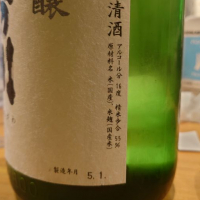 清酒
醸
アルコール分 16度 精米歩合 55%
原材料名 米(国産)、米麹(国産米)
製造年月
5.1.